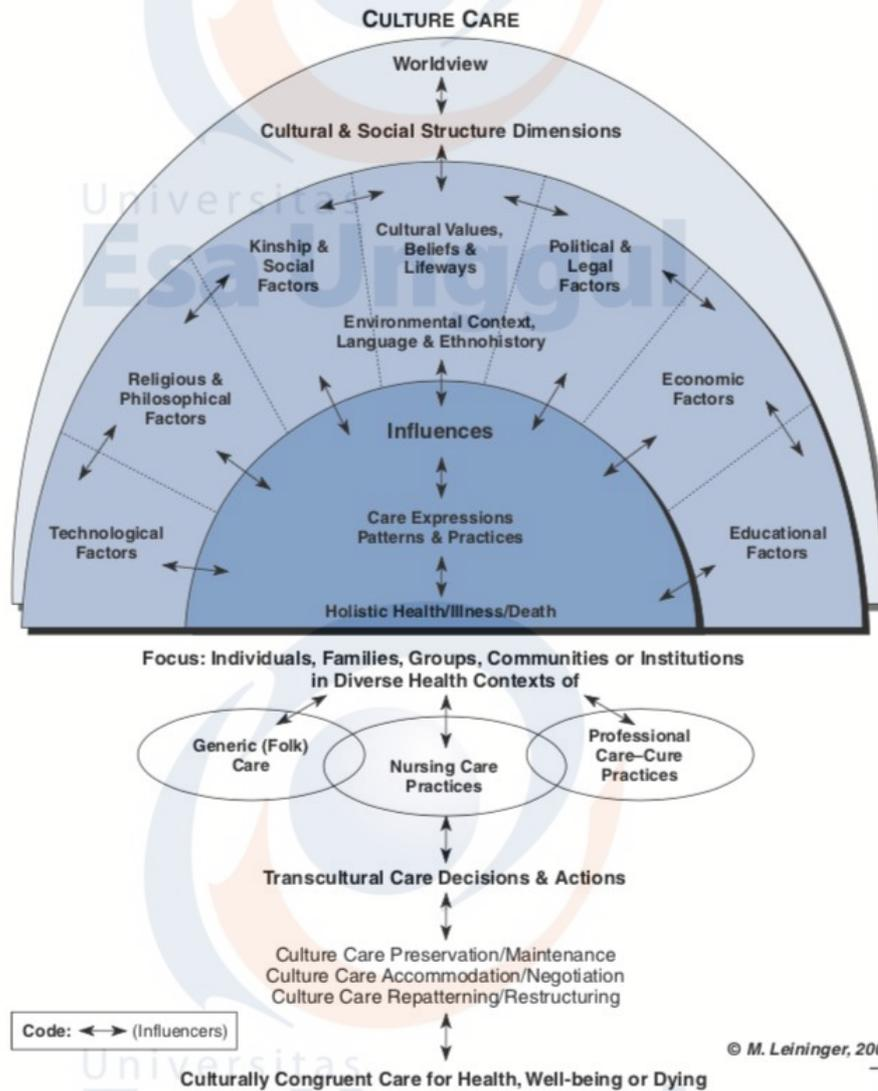 CULTURE CARE
Worldview
Cultural & Social Structure Dimensions
Universitas
Esa Unggul
Kinship &
Social
Factors
Cultural Values,
Beliefs &
Lifeways
Political &
Legal
Factors
Environmental Context,
Language & Ethnohistory
Religious &
Philosophical
Factors
Economic
Factors
Influences
Care Expressions
Patterns & Practices
Technological
Factors
Educational
Factors
Holistic Health/Illness/Death
Focus: Individuals, Families, Groups, Communities or Institutions
in Diverse Health Contexts of
Generic (Folk)
Care
Nursing Care
Practices
Professional
Care–Cure
Practices
Transcultural Care Decisions & Actions
Culture Care Preservation/Maintenance
Culture Care Accommodation/Negotiation
Culture Care Repatterning/Restructuring
Code: (Influencers)
© M. Leininger,
Universitas
Culturally Congruent Care for Health, Well-being or Dying